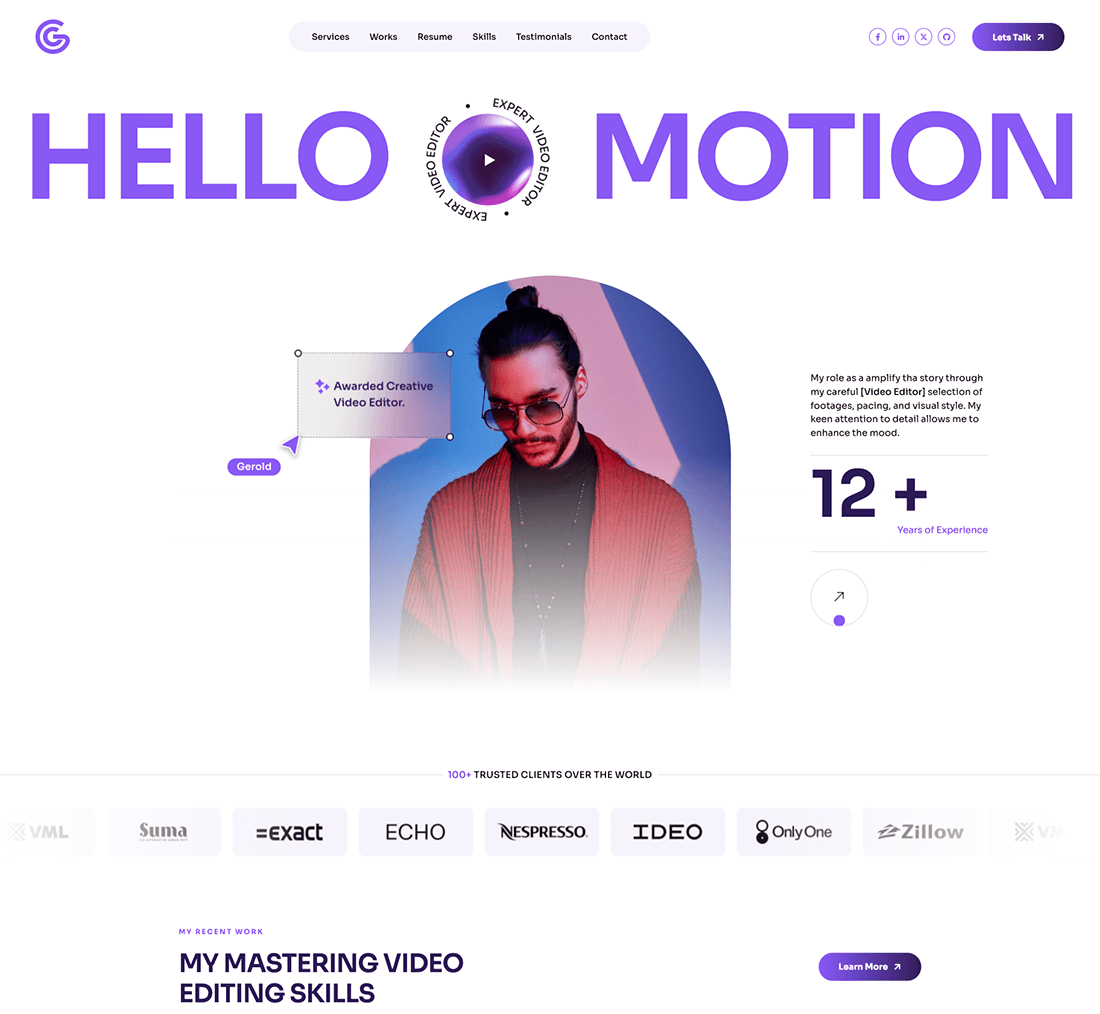 Services Works Resume Skills Testimonials Contact
Lets Talk
HELLO MOTION
EXPERT VIDEO EDITOR • EXPERT VIDEO EDITOR •
Awarded Creative
Video Editor.
Gerold
My role as a amplify tha story through
my careful [Video Editor] selection of
footages, pacing, and visual style. My
keen attention to detail allows me to
enhance the mood.
12 +
Years of Experience
100+ TRUSTED CLIENTS OVER THE WORLD
VML
Suma
=exact
ECHO
NESPRESSO.
IDEO
Only One
Zillow
VM
MY RECENT WORK
MY MASTERING VIDEO
EDITING SKILLS
Learn More